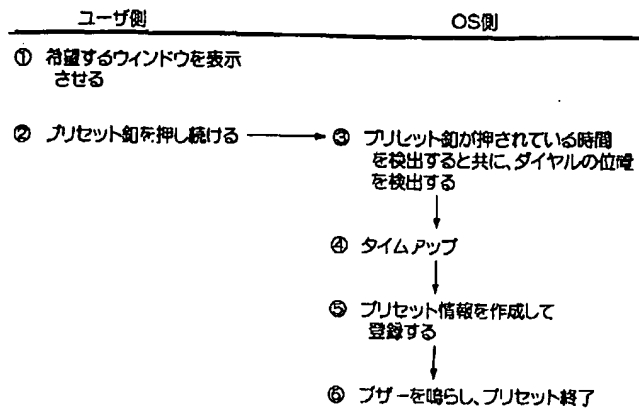 ユーザ側
OS側
① 希望するウィンドウを表示
させる
② プリセット釦を押し続ける
③ プリセット釦が押されている時間
を検出すると共に、ダイヤルの位置
を検出する
④ タイムアップ
⑤ プリセット情報を作成して
登録する
⑥ ブザーを鳴らし、プリセット終了